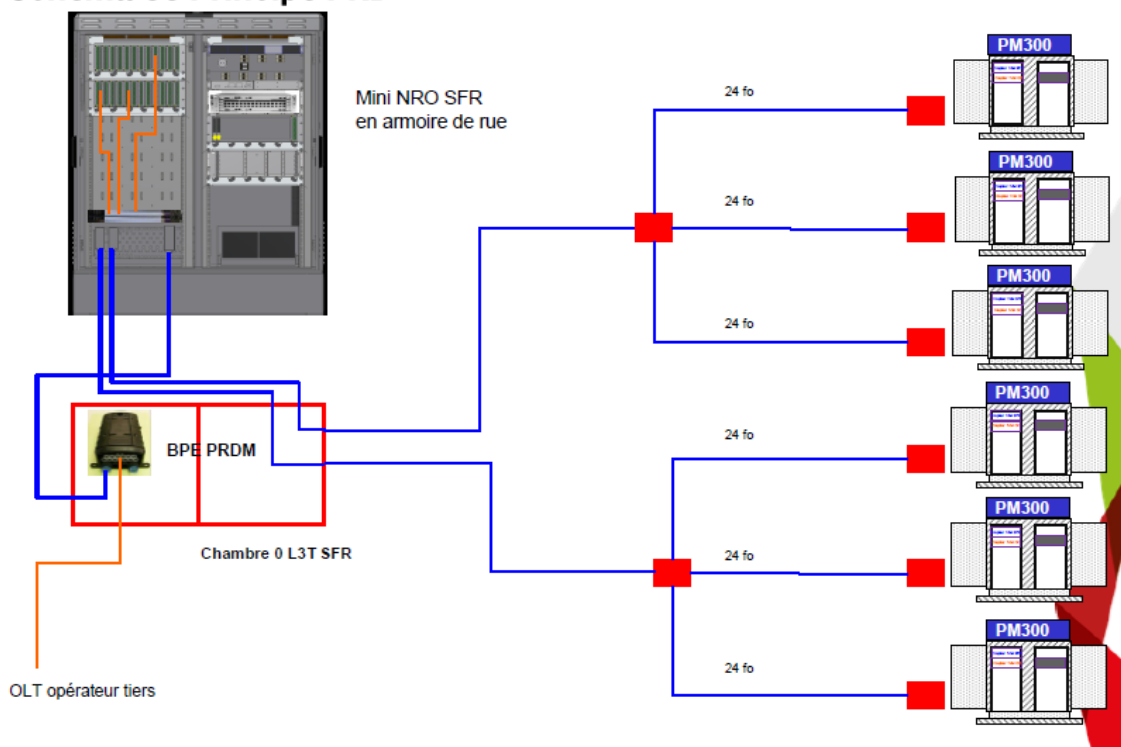 Mini NRO SFR
en armoire de rue
PM300
24 fo
PM300
24 fo
PM300
24 fo
BPE PRDM
Chambre 0 L3T SFR
OLT opérateur tiers
PM300
24 fo
PM300
24 fo
PM300
24 fo